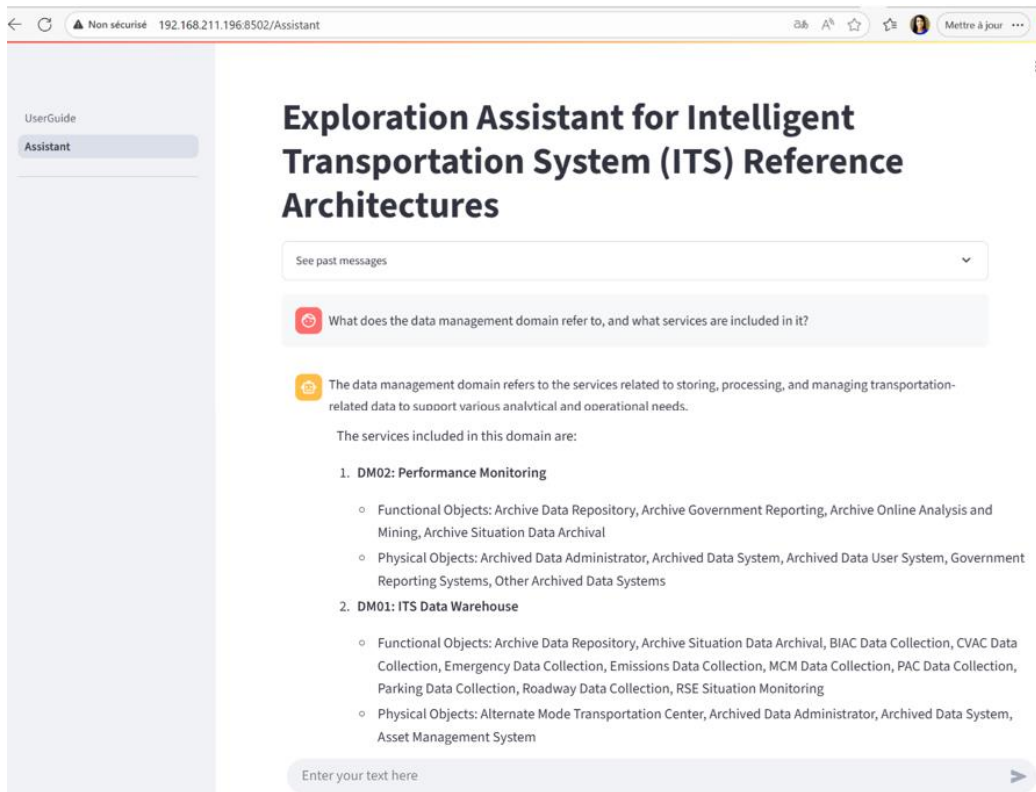 Non sécurisé 192.168.211.196:8502/Assistant
Mettre à jour
UserGuide
Assistant
Exploration Assistant for Intelligent
Transportation System (ITS) Reference
Architectures
See past messages
What does the data management domain refer to, and what services are included in it?
The data management domain refers to the services related to storing, processing, and managing transportation-
related data to support various analytical and operational needs.
The services included in this domain are:
1. DM02: Performance Monitoring
Functional Objects: Archive Data Repository, Archive Government Reporting, Archive Online Analysis and
Mining, Archive Situation Data Archival
Physical Objects: Archived Data Administrator, Archived Data System, Archived Data User System, Government
Reporting Systems, Other Archived Data Systems
2. DM01: ITS Data Warehouse
Functional Objects: Archive Data Repository, Archive Situation Data Archival, BIAC Data Collection, CVAC Data
Collection, Emergency Data Collection, Emissions Data Collection, MCM Data Collection, PAC Data Collection,
Parking Data Collection, Roadway Data Collection, RSE Situation Monitoring
Physical Objects: Alternate Mode Transportation Center, Archived Data Administrator, Archived Data System,
Asset Management System
Enter your text here